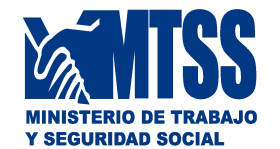 MTSS
MINISTERIO DE TRABAJO
Y SEGURIDAD SOCIAL